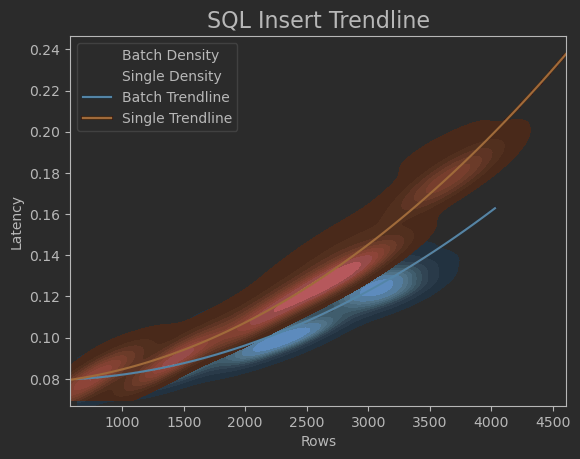 SQL Insert Trendline
Batch Density
Single Density
Batch Trendline
Single Trendline
Latency
0.24
0.22
0.20
0.18
0.16
0.14
0.12
0.10
0.08
1000 1500 2000 2500 3000 3500 4000 4500
Rows